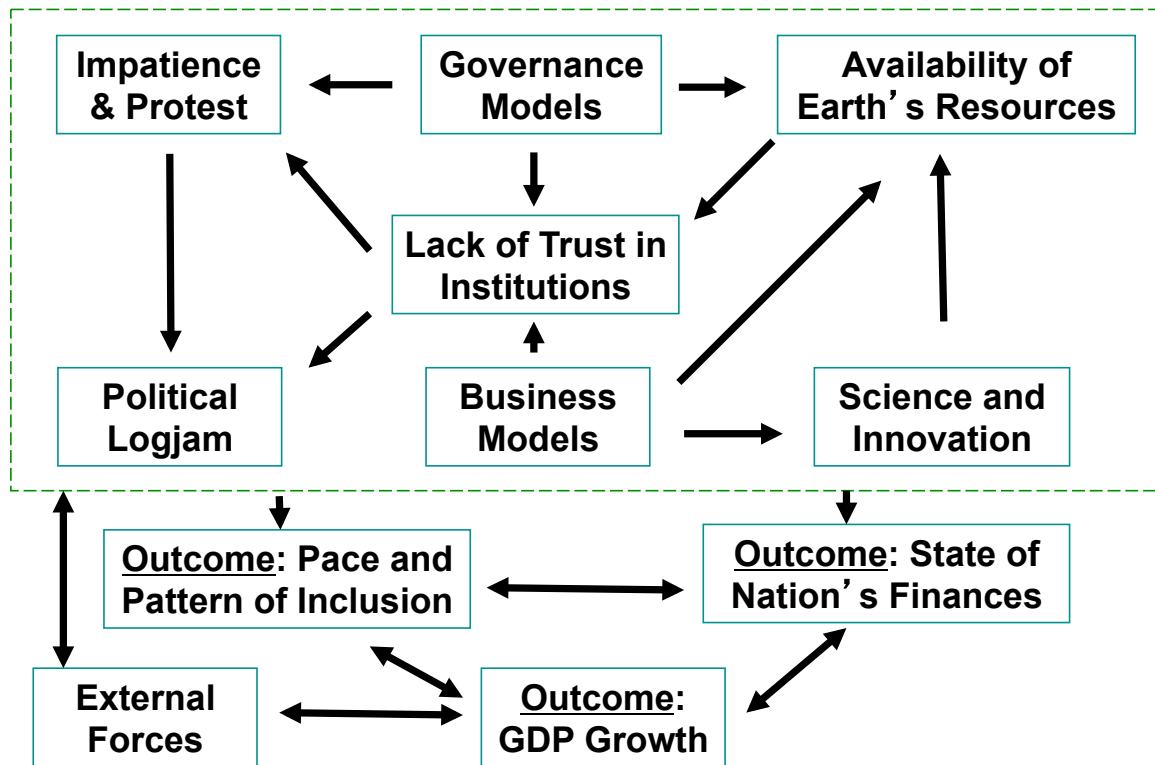 Impatience
& Protest
Governance
Models
Availability of
Earth’s Resources
Lack of Trust in
Institutions
Political
Logjam
Business
Models
Science and
Innovation
Outcome: Pace and
Pattern of Inclusion
Outcome: State of
Nation’s Finances
External
Forces
Outcome:
GDP Growth